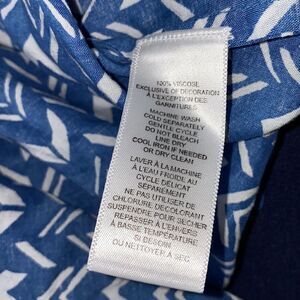 100% VISCOSE
EXCLUSIVE OF DECORATION
À L'EXCEPTION DES
GARNITURES
MACHINE WASH
COLD SEPARATELY
GENTLE CYCLE
DO NOT BLEACH
LINE DRY
COOL IRON IF NEEDED
OR DRY CLEAN
LAVER À LA MACHINE
À L'EAU FROIDE AU
CYCLE DÉLICAT
SÉPARÉMENT
NE PAS UTILISER DE
CHLORURE DÉCOLORANT
SUSPENDRE POUR SÉCHER
REPASSER À L'ENVERS
À BASSE TEMPÉRATURE
SI BESOIN
OU NETTOYER À SEC